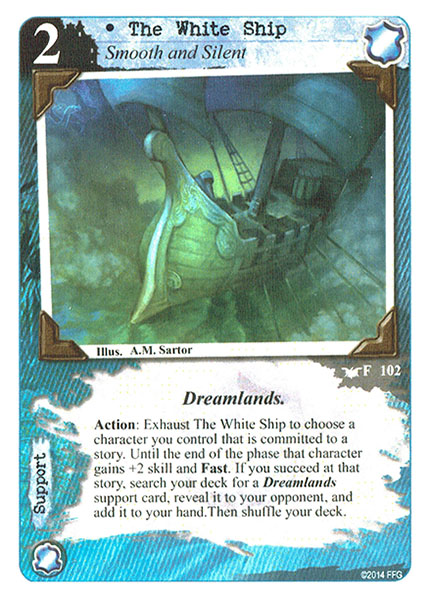 2
• The White Ship
Smooth and Silent
Illus. A.M. Sartor
F 102
Dreamlands.
Action: Exhaust The White Ship to choose a
character you control that is committed to a
story. Until the end of the phase that character
gains +2 skill and Fast. If you succeed at that
story, search your deck for a Dreamlands
support card, reveal it to your opponent, and
add it to your hand.Then shuffle your deck.
Support
©2014 FFG